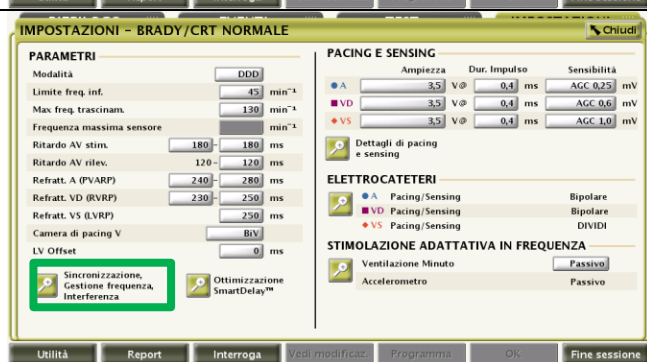 Utilità Report Interroga Fine sessione
IMPOSTAZIONI - BRADY/CRT NORMALE
Chiudi
PARAMETRI
Modalità DDD
Limite freq. inf. 45 min⁻¹
Max freq. trascinam. 130 min⁻¹
Frequenza massima sensore min⁻¹
Ritardo AV stim. 180 - 180 ms
Ritardo AV rilev. 120 - 120 ms
Refratt. A (PVARP) 240 - 280 ms
Refratt. VD (RVRP) 230 - 250 ms
Refratt. VS (LVRP) 250 ms
Camera di pacing V BiV
LV Offset 0 ms
Sincronizzazione,
Gestione frequenza,
Interferenza
Ottimizzazione
SmartDelay™
PACING E SENSING
Ampiezza Dur. Impulso Sensibilità
A 3,5 V@ 0,4 ms AGC 0,25 mV
VD 3,5 V@ 0,4 ms AGC 0,6 mV
VS 3,5 V@ 0,4 ms AGC 1,0 mV
Dettagli di pacing
e sensing
ELETTROCATETERI
A Pacing/Sensing Bipolare
VD Pacing/Sensing Bipolare
VS Pacing/Sensing DIVIDI
STIMOLAZIONE ADATTATIVA IN FREQUENZA
Ventilazione Minuto Passivo
Accelerometro Passivo
Utilità Report Interroga Vedi modificaz. Programma OK Fine sessione